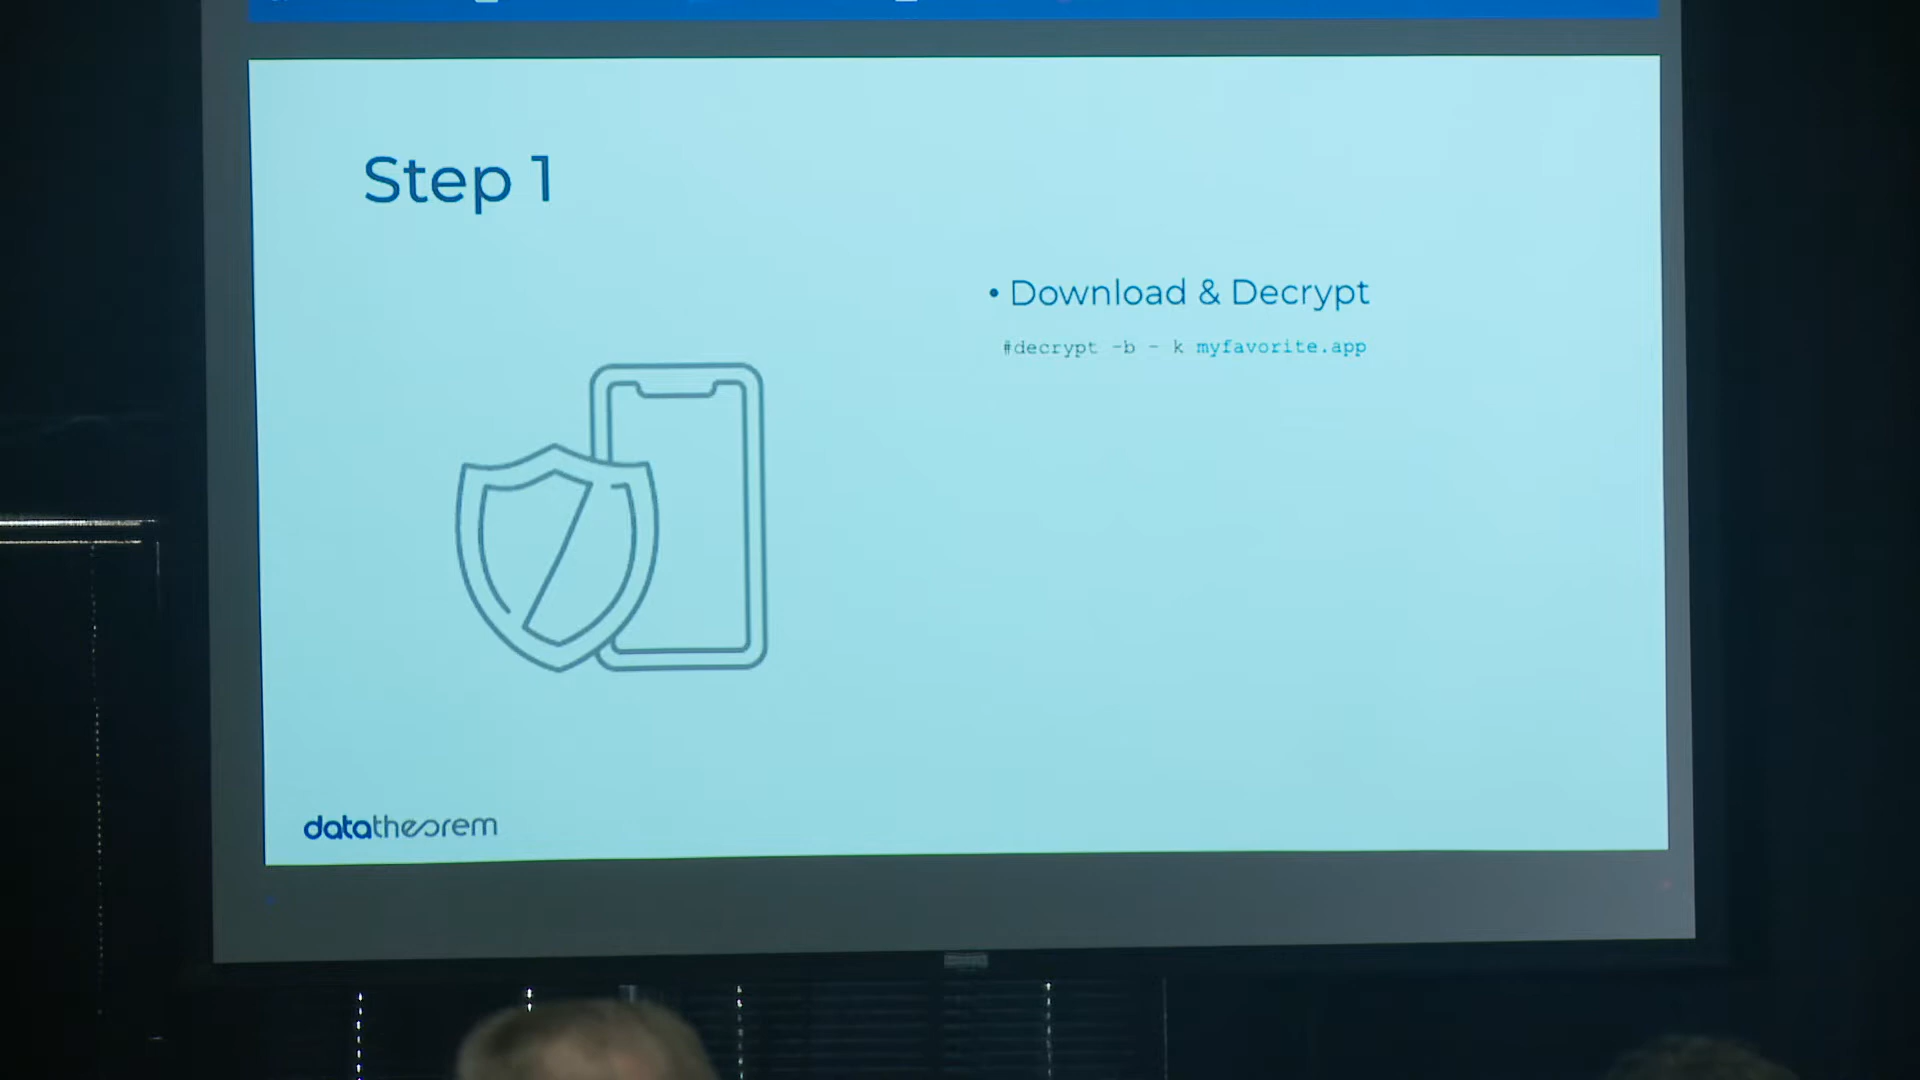 Step 1
• Download & Decrypt
#decrypt -b - k myfavorite.app
datatheorem